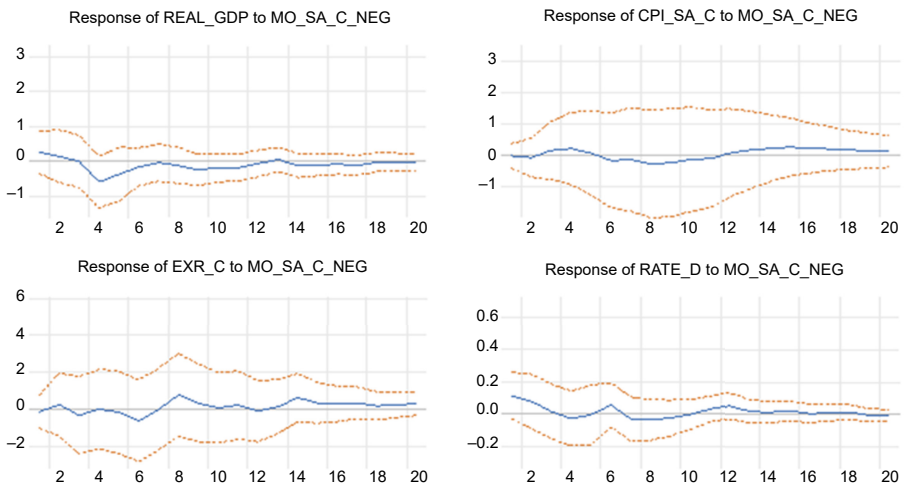 Response of REAL_GDP to MO_SA_C_NEG
3
2
1
0
–1
2 4 6 8 10 12 14 16 18 20
Response of CPI_SA_C to MO_SA_C_NEG
3
2
1
0
–1
2 4 6 8 10 12 14 16 18 20
Response of EXR_C to MO_SA_C_NEG
6
4
2
0
–2
2 4 6 8 10 12 14 16 18 20
Response of RATE_D to MO_SA_C_NEG
0.6
0.4
0.2
0.0
–0.2
2 4 6 8 10 12 14 16 18 20